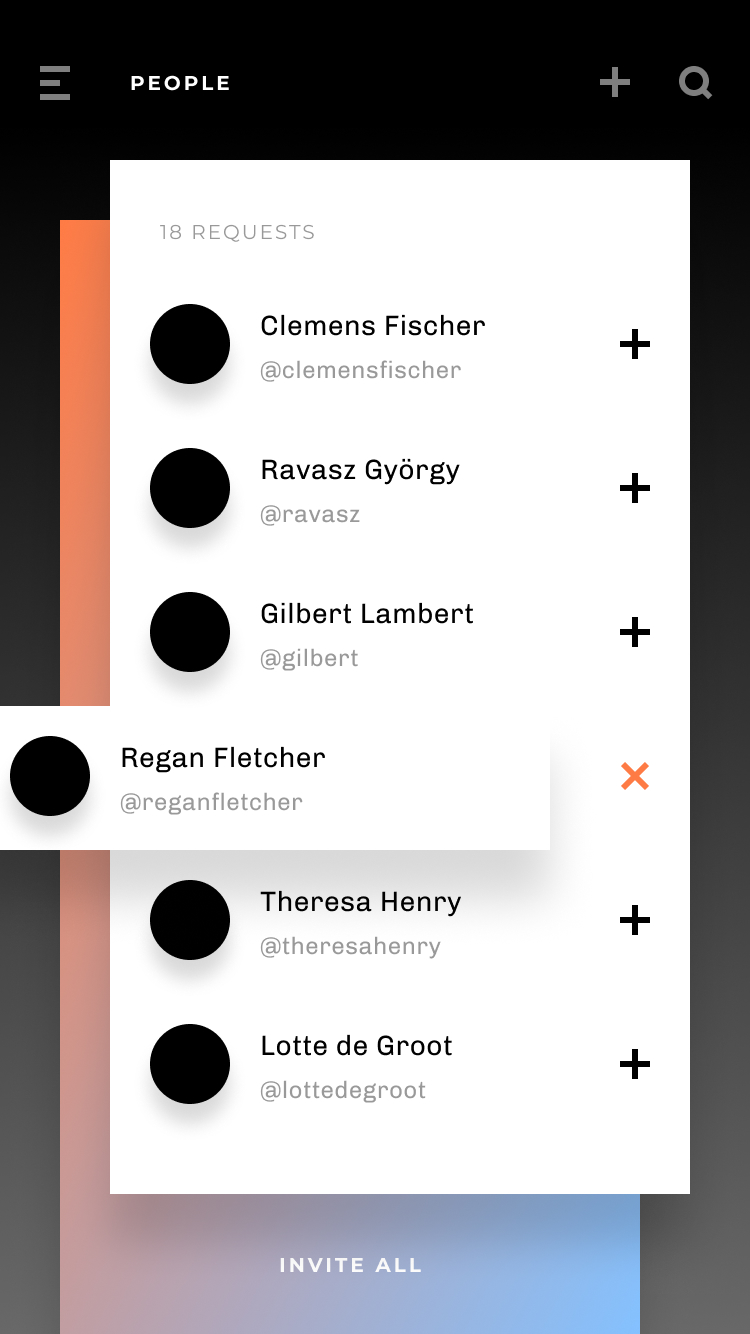 PEOPLE
18 REQUESTS
Clemens Fischer
@clemensfischer
Ravasz György
@ravasz
Gilbert Lambert
@gilbert
Regan Fletcher
@reganfletcher
Theresa Henry
@theresahenry
Lotte de Groot
@lottedegroot
INVITE ALL